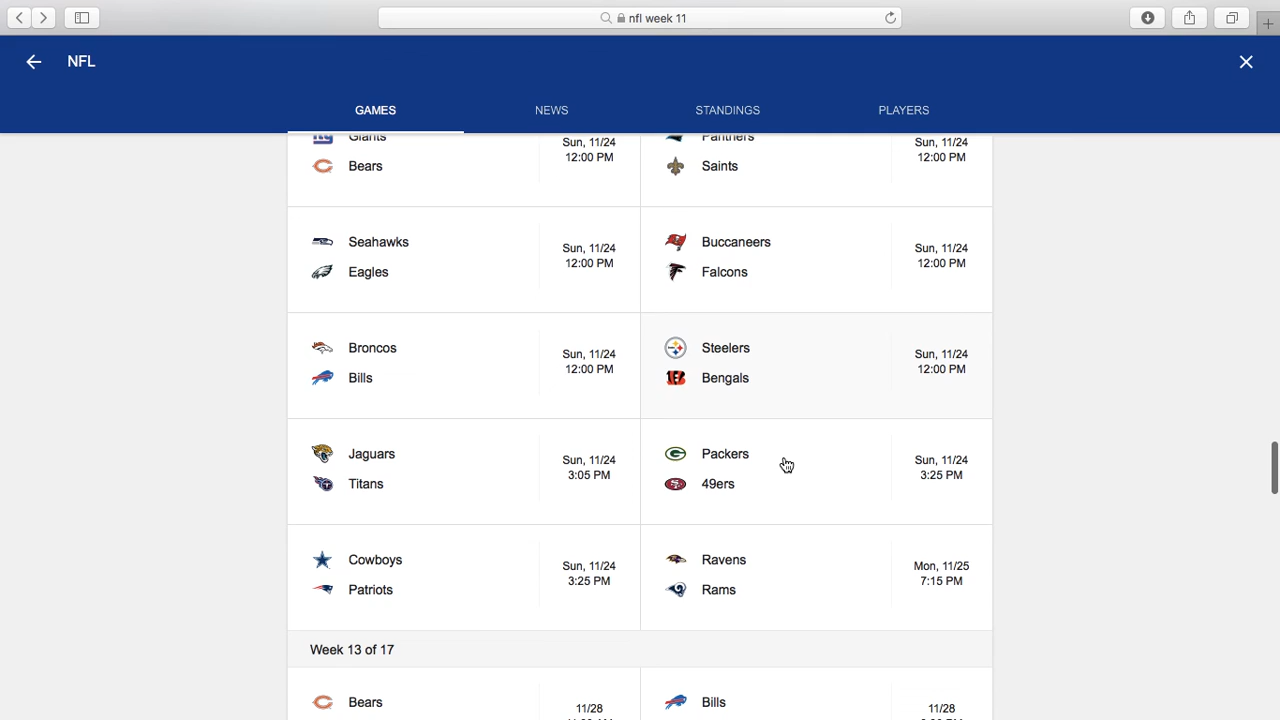 nfl week 11
NFL
GAMES
NEWS
STANDINGS
PLAYERS
Giants
Bears
Sun, 11/24
12:00 PM
Panthers
Saints
Sun, 11/24
12:00 PM
Seahawks
Eagles
Sun, 11/24
12:00 PM
Buccaneers
Falcons
Sun, 11/24
12:00 PM
Broncos
Bills
Sun, 11/24
12:00 PM
Steelers
Bengals
Sun, 11/24
12:00 PM
Jaguars
Titans
Sun, 11/24
3:05 PM
Packers
49ers
Sun, 11/24
3:25 PM
Cowboys
Patriots
Sun, 11/24
3:25 PM
Ravens
Rams
Mon, 11/25
7:15 PM
Week 13 of 17
Bears
11/28
Bills
11/28